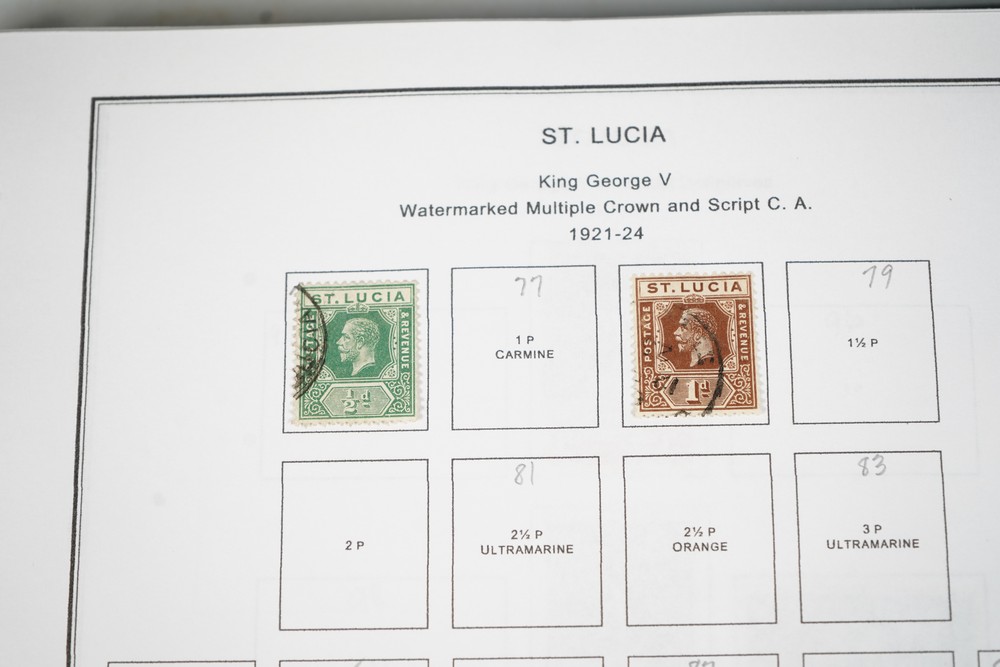 ST. LUCIA
King George V
Watermarked Multiple Crown and Script C. A.
1921-24
ST. LUCIA
& REVENUE
½d
77
1 P
CARMINE
ST. LUCIA
POSTAGE
& REVENUE
1d
79
1½ P
2 P
81
2½ P
ULTRAMARINE
2½ P
ORANGE
83
3 P
ULTRAMARINE